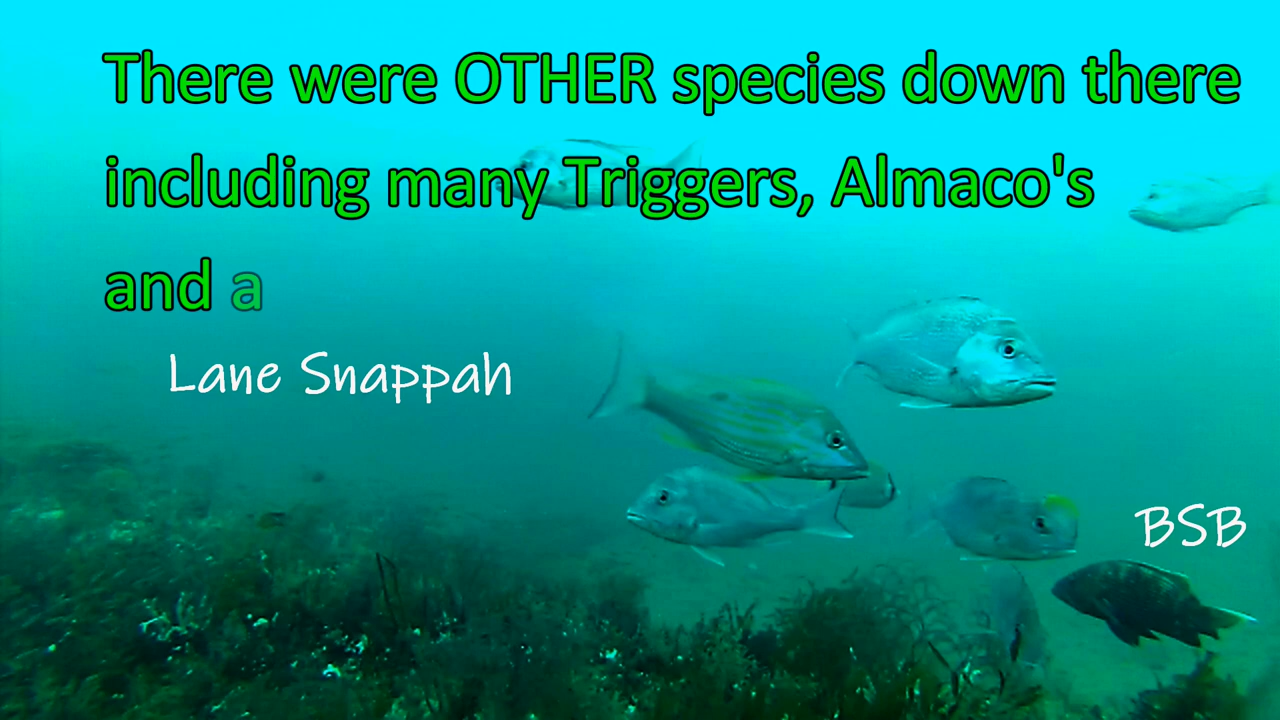 There were OTHER species down there
including many Triggers, Almaco's
and a
Lane Snappah
BSB